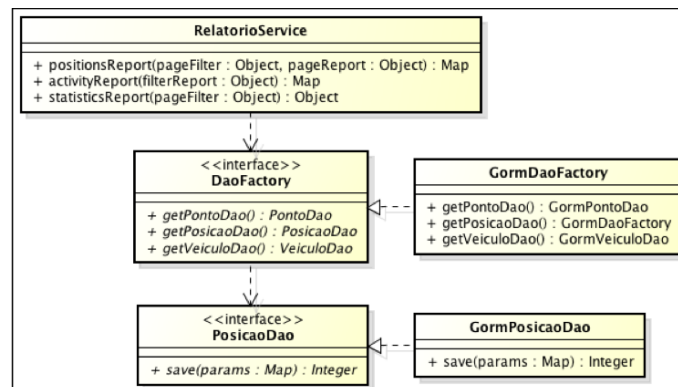 RelatorioService
+ positionsReport(pageFilter : Object, pageReport : Object) : Map
+ activityReport(filterReport : Object) : Map
+ statisticsReport(pageFilter : Object) : Object
<<interface>>
DaoFactory
+ getPontoDao() : PontoDao
+ getPosicaoDao() : PosicaoDao
+ getVeiculoDao() : VeiculoDao
GormDaoFactory
+ getPontoDao() : GormPontoDao
+ getPosicaoDao() : GormDaoFactory
+ getVeiculoDao() : GormVeiculoDao
<<interface>>
PosicaoDao
+ save(params : Map) : Integer
GormPosicaoDao
+ save(params : Map) : Integer